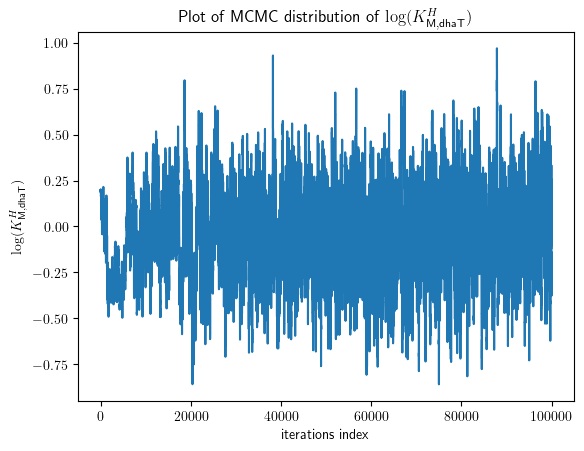 Plot of MCMC distribution of log(K^H_M,dhaT)
1.00
0.75
0.50
0.25
0.00
−0.25
−0.50
−0.75
log(K^H_M,dhaT)
0 20000 40000 60000 80000 100000
iterations index